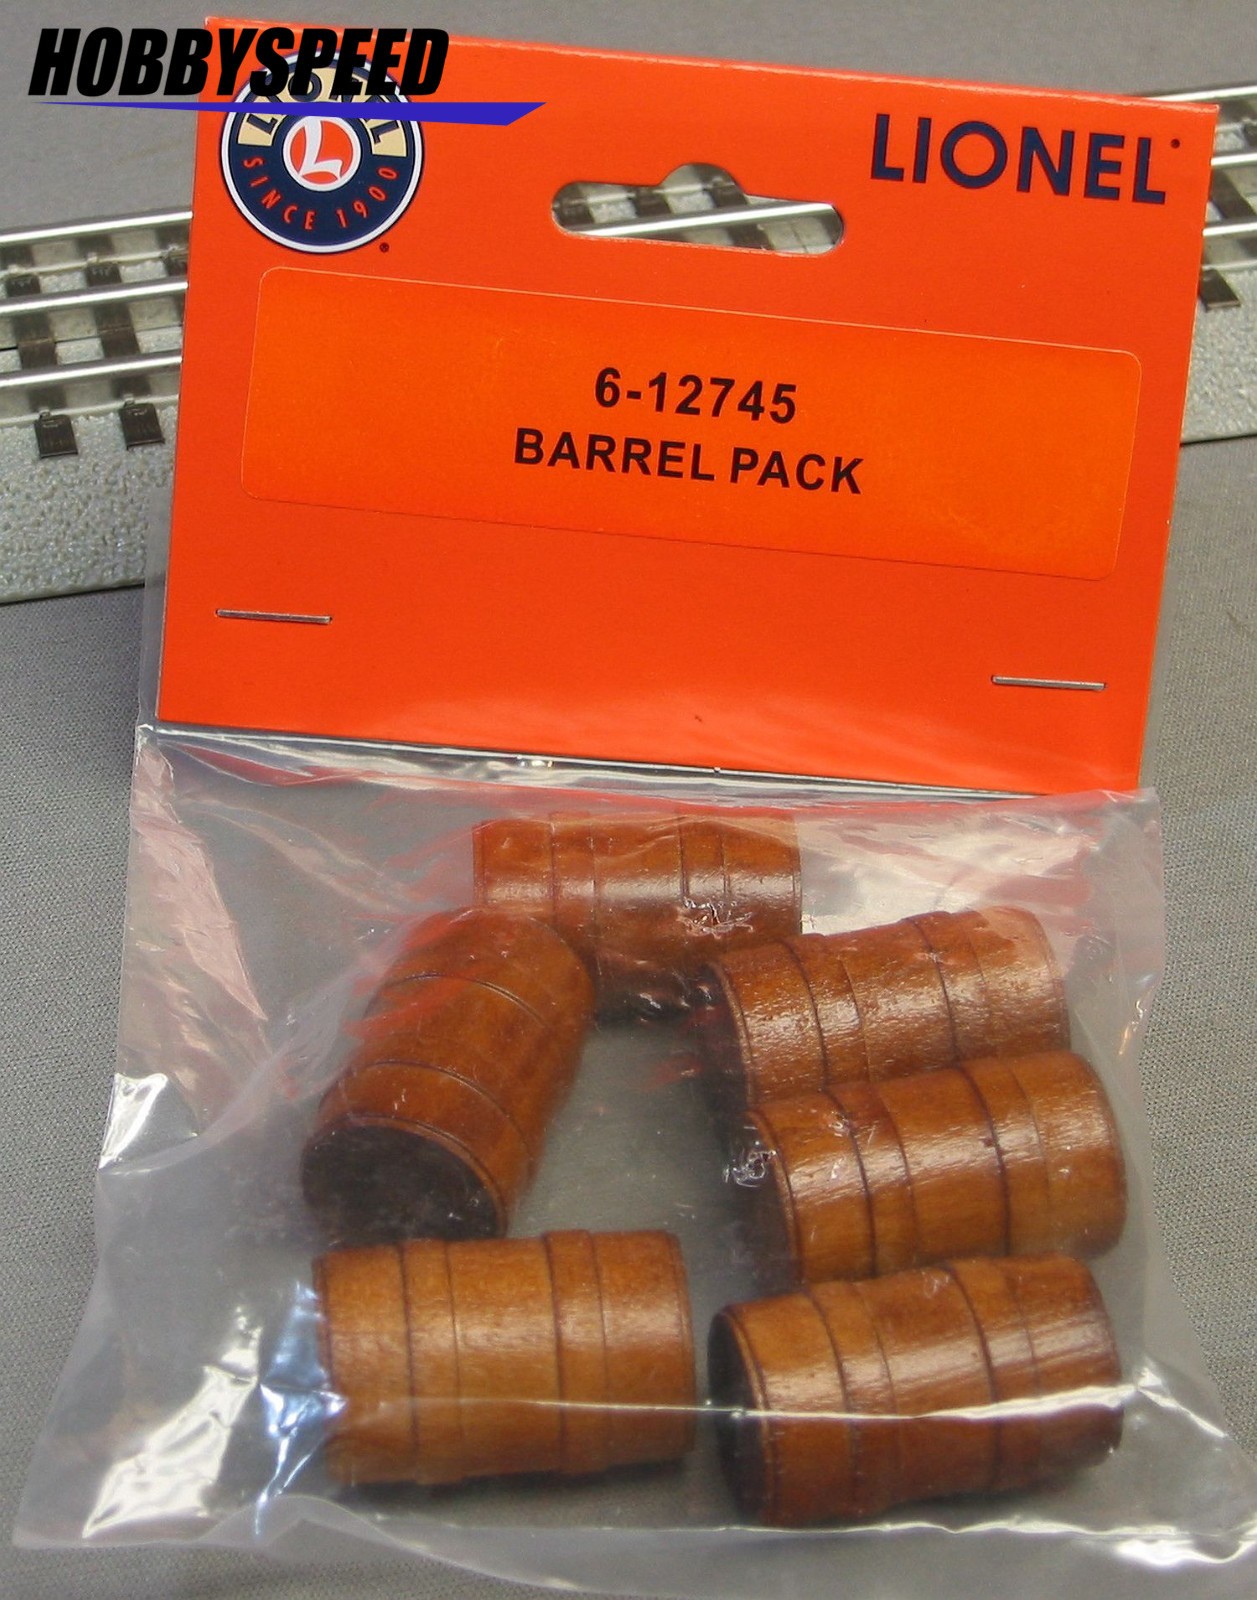 HOBBYSPEED
LIONEL
SINCE 1900
L
LIONEL
6-12745
BARREL PACK